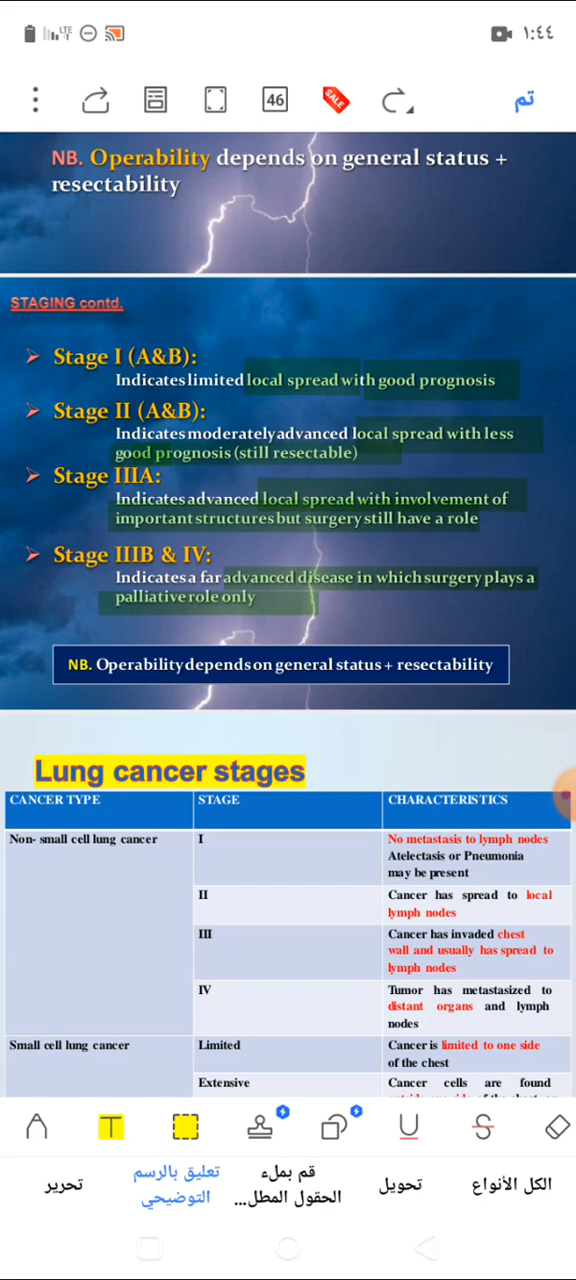 LTE
١:٤٤
46
SALE
تم
NB. Operability depends on general status +
resectability
STAGING contd.
Stage I (A&B):
Indicates limited local spread with good prognosis
Stage II (A&B):
Indicates moderately advanced local spread with less
good prognosis (still resectable)
Stage IIIA:
Indicates advanced local spread with involvement of
important structures but surgery still have a role
Stage IIIB & IV:
Indicates a far advanced disease in which surgery plays a
palliative role only
NB. Operability depends on general status + resectability
Lung cancer stages
CANCER TYPE STAGE CHARACTERISTICS
Non- small cell lung cancer I No metastasis to lymph nodes
Atelectasis or Pneumonia
may be present
II Cancer has spread to local
lymph nodes
III Cancer has invaded chest
wall and usually has spread to
lymph nodes
IV Tumor has metastasized to
distant organs and lymph
nodes
Small cell lung cancer Limited Cancer is limited to one side
of the chest
Extensive Cancer cells are found
T
U
S
الكل الأنواع
تحويل
قم بملء
الحقول المطل...
تعليق بالرسم
التوضيحي
تحرير